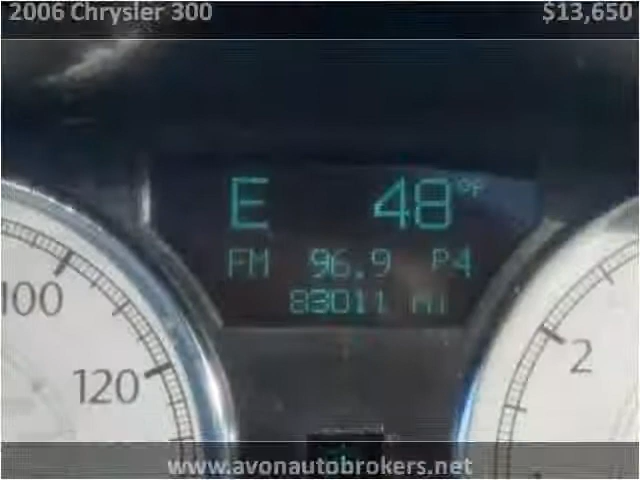 2006 Chrysler 300 $13,650
E 48°F
FM 96.9 P4
83011 mi
100
120
2
www.avonautobrokers.net